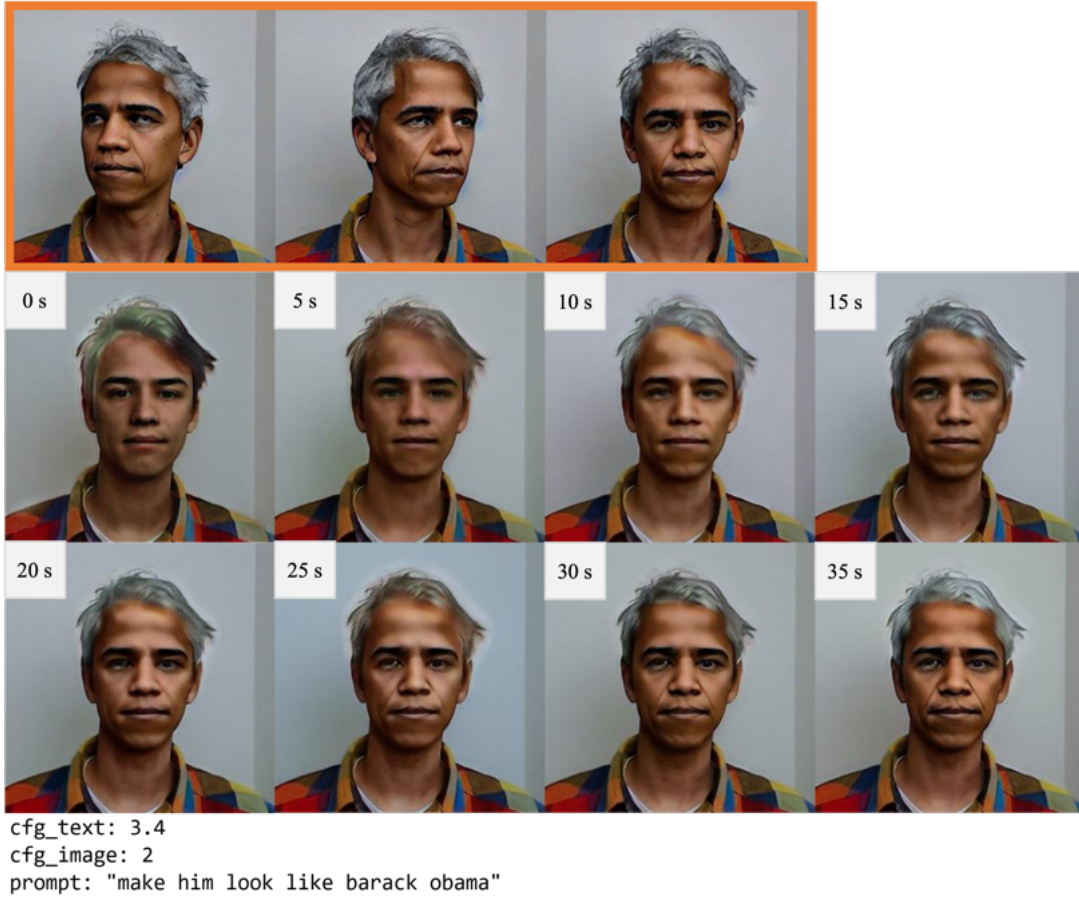 0 s
5 s
10 s
15 s
20 s
25 s
30 s
35 s
cfg_text: 3.4
cfg_image: 2
prompt: "make him look like barack obama"